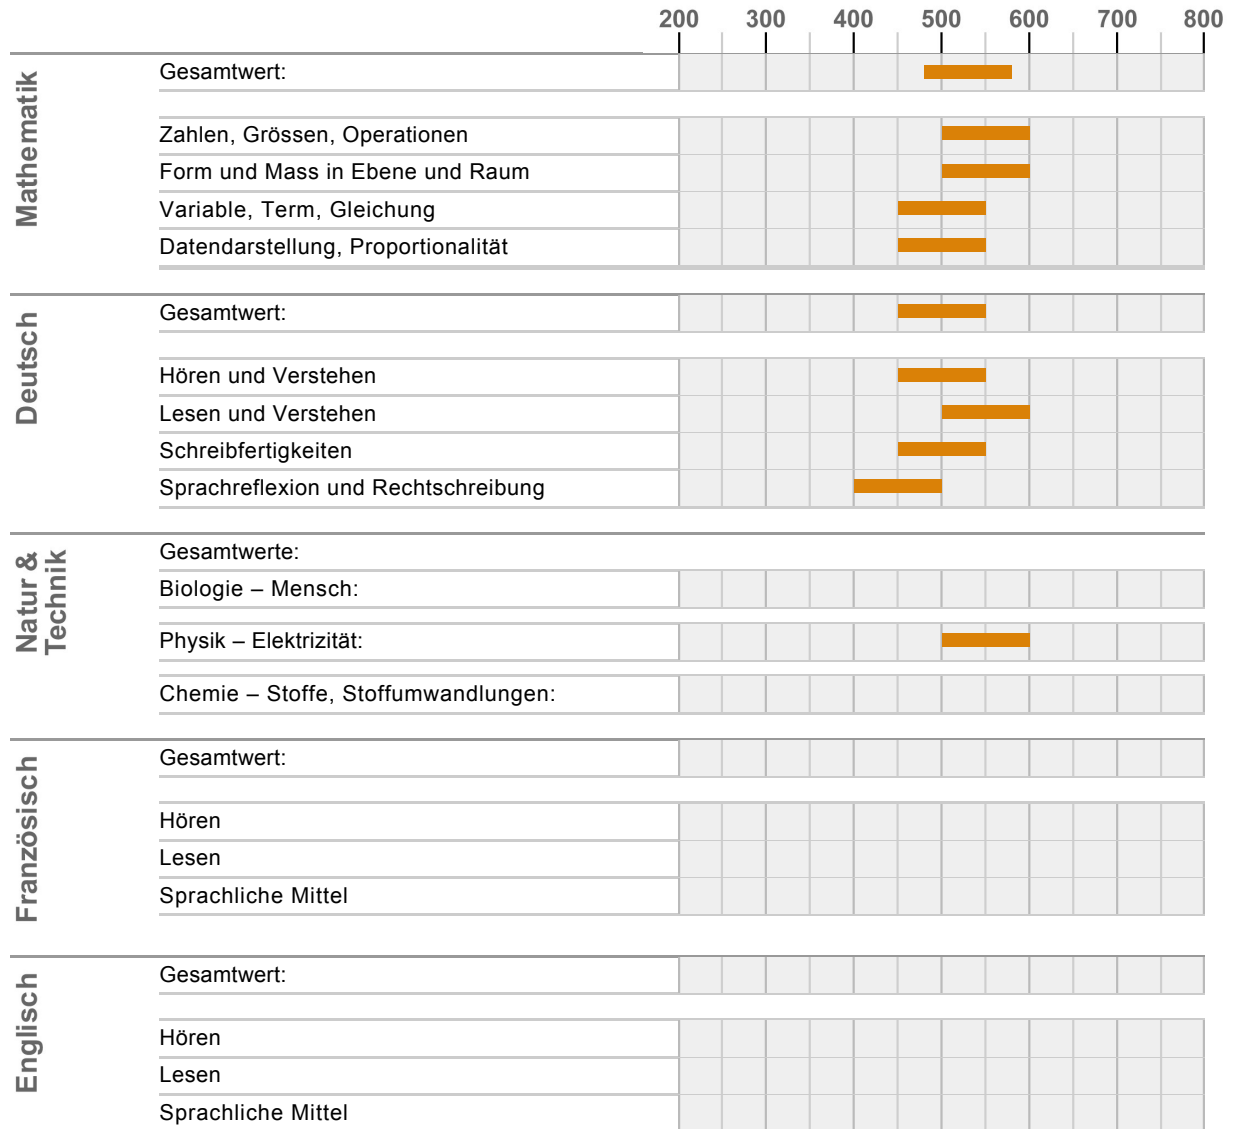 200 300 400 500 600 700 800
Mathematik
Gesamtwert:
Zahlen, Grössen, Operationen
Form und Mass in Ebene und Raum
Variable, Term, Gleichung
Datendarstellung, Proportionalität
Deutsch
Gesamtwert:
Hören und Verstehen
Lesen und Verstehen
Schreibfertigkeiten
Sprachreflexion und Rechtschreibung
Natur &
Technik
Gesamtwerte:
Biologie – Mensch:
Physik – Elektrizität:
Chemie – Stoffe, Stoffumwandlungen:
Französisch
Gesamtwert:
Hören
Lesen
Sprachliche Mittel
Englisch
Gesamtwert:
Hören
Lesen
Sprachliche Mittel